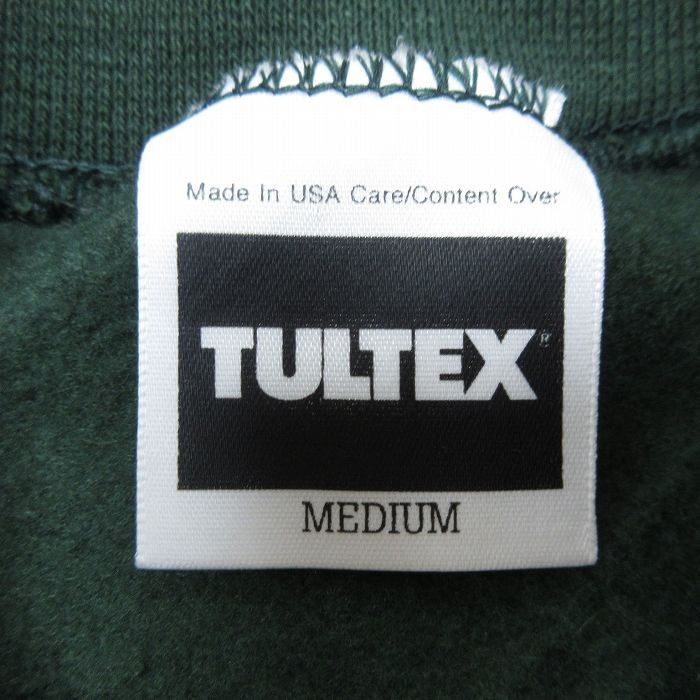 Made In USA Care/Content Over
TULTEX®
MEDIUM